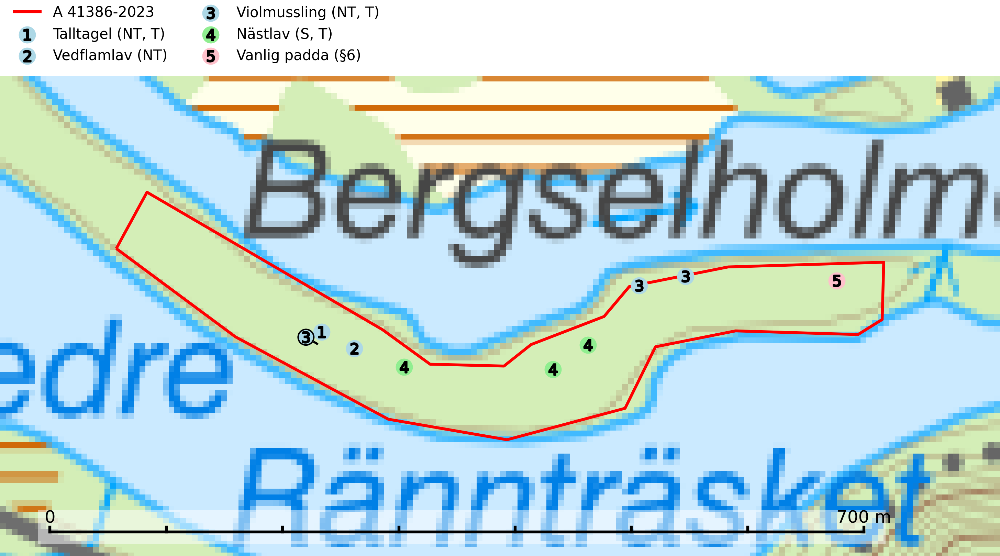 A 41386-2023
1 Talltagel (NT, T)
2 Vedflamlav (NT)
3 Violmussling (NT, T)
4 Nästlav (S, T)
5 Vanlig padda (§6)
Bergselholm
3 3 5
3 1 2 4 4 4
edre
Rännträsket
0 700 m